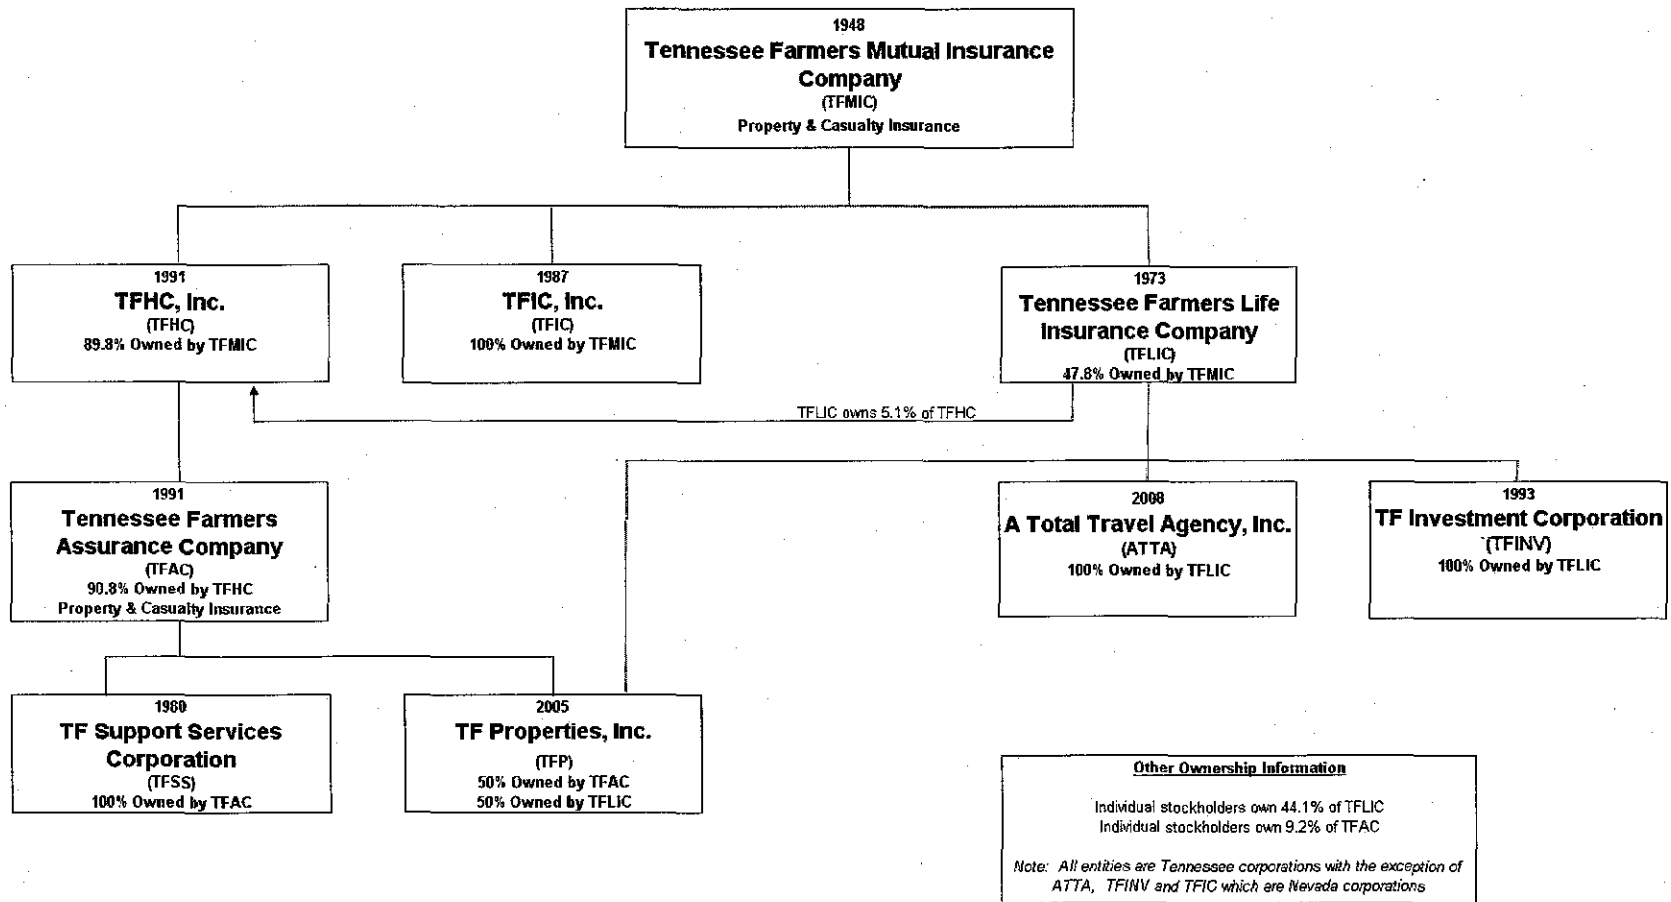 1948
Tennessee Farmers Mutual Insurance
Company
(TFMIC)
Property & Casualty Insurance
1991
TFHC, Inc.
(TFHC)
89.8% Owned by TFMIC
1987
TFIC, Inc.
(TFIC)
100% Owned by TFMIC
1973
Tennessee Farmers Life
Insurance Company
(TFLIC)
47.8% Owned by TFMIC
TFLIC owns 5.1% of TFHC
1991
Tennessee Farmers
Assurance Company
(TFAC)
90.8% Owned by TFHC
Property & Casualty Insurance
2008
A Total Travel Agency, Inc.
(ATTA)
100% Owned by TFLIC
1993
TF Investment Corporation
(TFINV)
100% Owned by TFLIC
1980
TF Support Services
Corporation
(TFSS)
100% Owned by TFAC
2005
TF Properties, Inc.
(TFP)
50% Owned by TFAC
50% Owned by TFLIC
Other Ownership Information
Individual stockholders own 44.1% of TFLIC
Individual stockholders own 9.2% of TFAC
Note: All entities are Tennessee corporations with the exception of
ATTA, TFINV and TFIC which are Nevada corporations